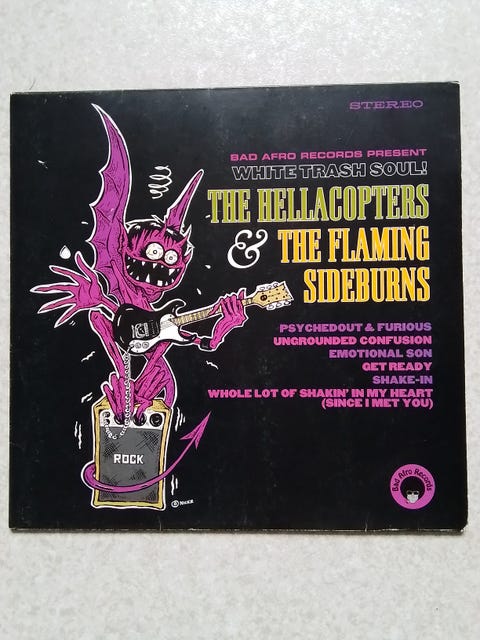 STEREO
BAD AFRO RECORDS PRESENT
WHITE TRASH SOUL!
THE HELLACOPTERS
& THE FLAMING
SIDEBURNS
PSYCHEDOUT & FURIOUS
UNGROUNDED CONFUSION
EMOTIONAL SON
GET READY
SHAKE-IN
WHOLE LOT OF SHAKIN' IN MY HEART
(SINCE I MET YOU)
ROCK
Bad Afro Records